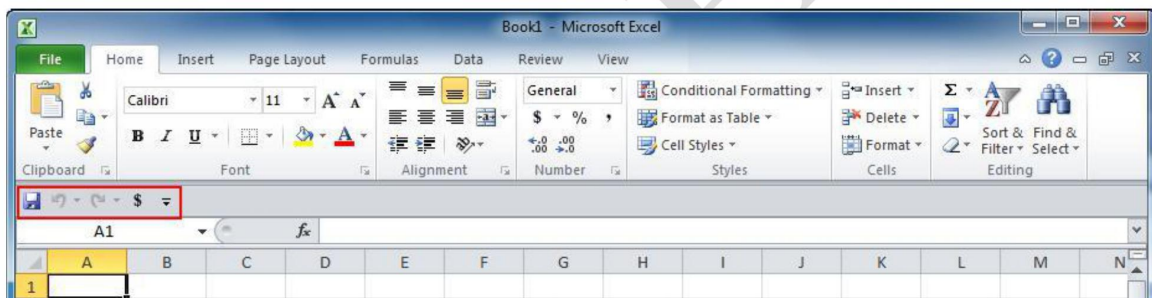 Book1 - Microsoft Excel
File Home Insert Page Layout Formulas Data Review View
Calibri 11 A A General Conditional Formatting Insert Σ
Paste B I U A $ % , Format as Table Delete Sort & Filter Find & Select
.0 .00 .00 .0 Cell Styles Format
Clipboard Font Alignment Number Styles Cells Editing
$
A1 fx
A B C D E F G H I J K L M N
1